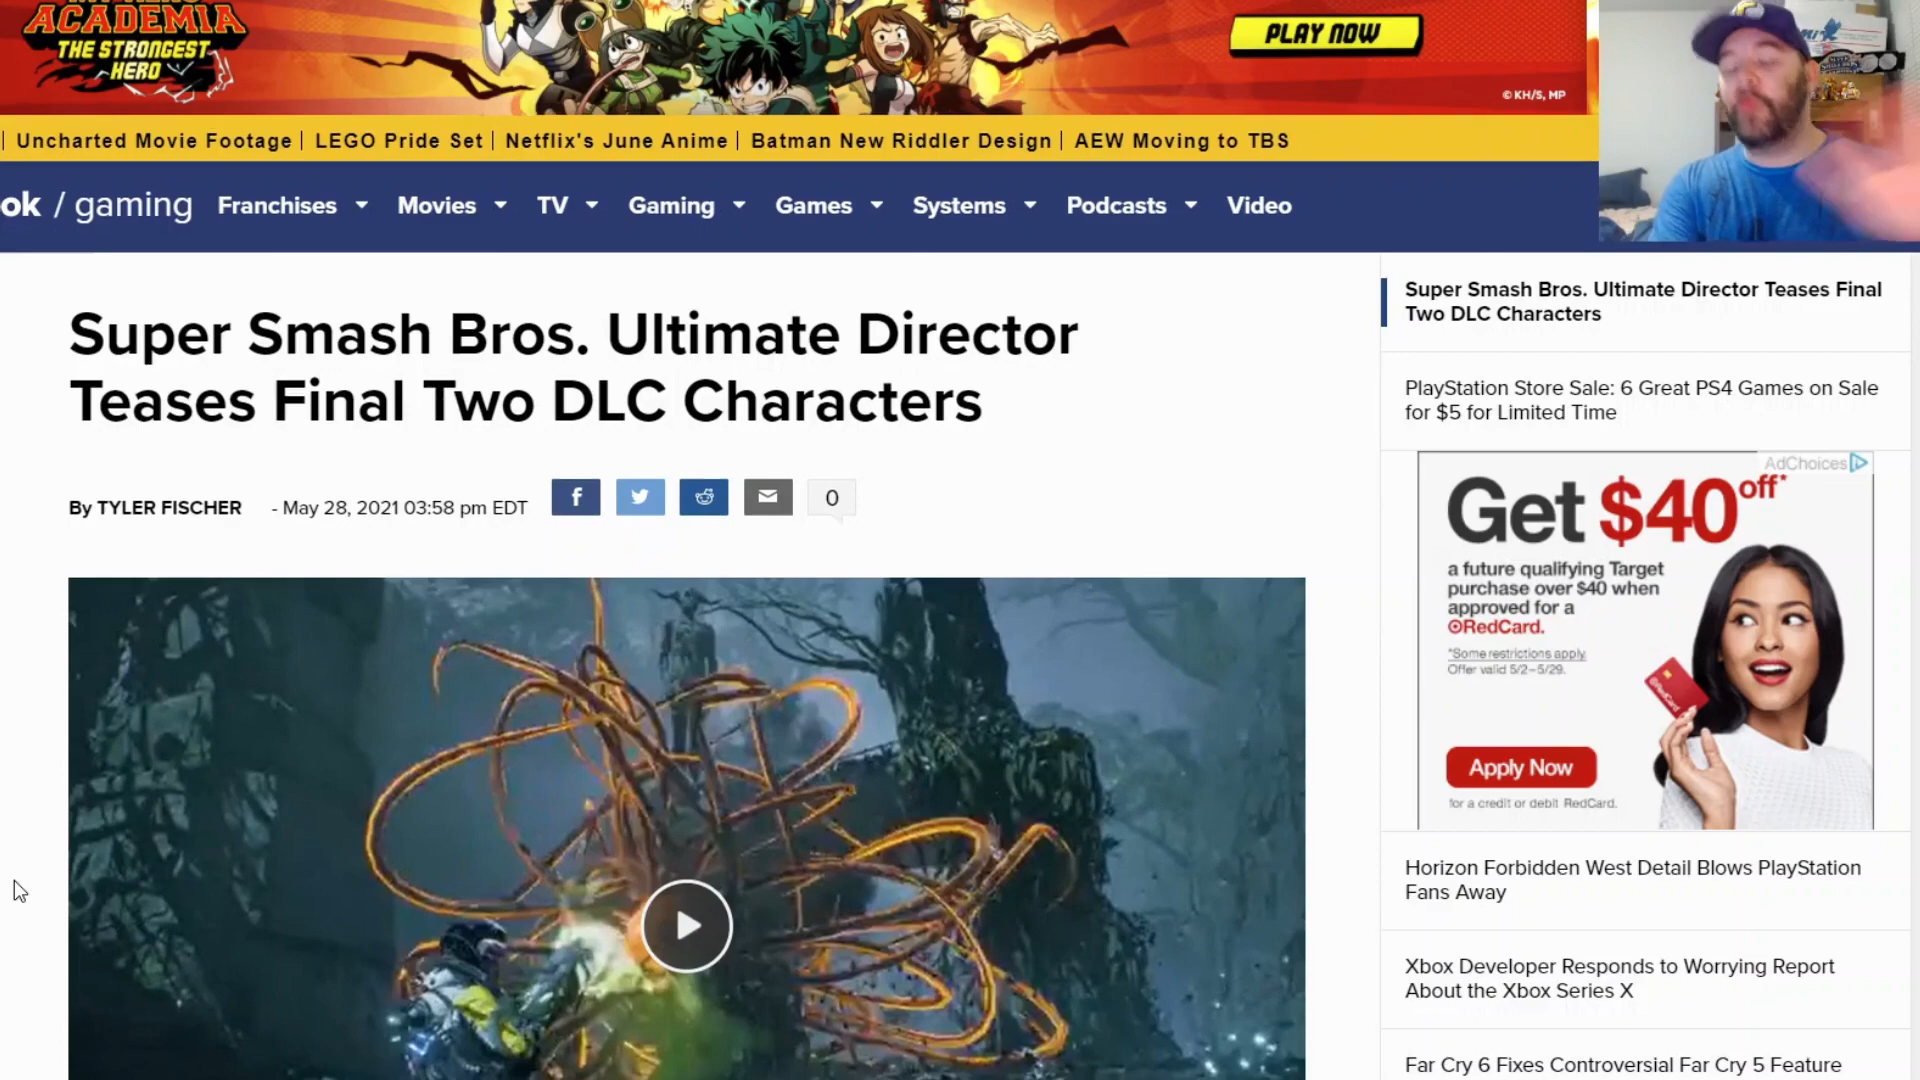 ACADEMIA
THE STRONGEST
HERO
PLAY NOW
© KH/S, MP
Uncharted Movie Footage | LEGO Pride Set | Netflix's June Anime | Batman New Riddler Design | AEW Moving to TBS
ok / gaming Franchises Movies TV Gaming Games Systems Podcasts Video
Super Smash Bros. Ultimate Director
Teases Final Two DLC Characters
By TYLER FISCHER - May 28, 2021 03:58 pm EDT
f
0
Super Smash Bros. Ultimate Director Teases Final
Two DLC Characters
PlayStation Store Sale: 6 Great PS4 Games on Sale
for $5 for Limited Time
AdChoices
Get $40 off*
a future qualifying Target
purchase over $40 when
approved for a
RedCard.
*Some restrictions apply.
Offer valid 5/2–5/29.
RedCard
Apply Now
for a credit or debit RedCard.
Horizon Forbidden West Detail Blows PlayStation
Fans Away
Xbox Developer Responds to Worrying Report
About the Xbox Series X
Far Cry 6 Fixes Controversial Far Cry 5 Feature